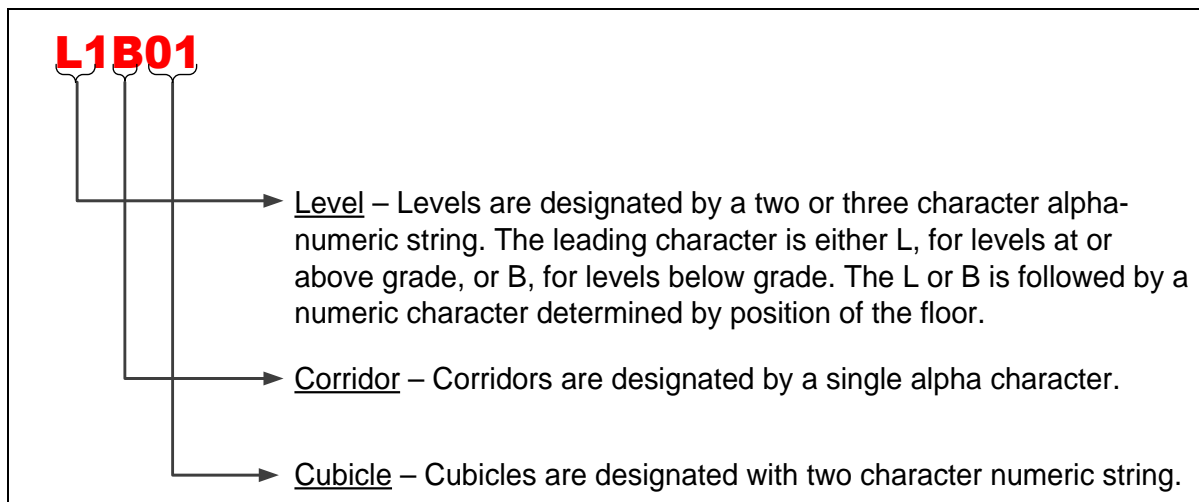 L1B01
Level – Levels are designated by a two or three character alpha-
numeric string. The leading character is either L, for levels at or
above grade, or B, for levels below grade. The L or B is followed by a
numeric character determined by position of the floor.
Corridor – Corridors are designated by a single alpha character.
Cubicle – Cubicles are designated with two character numeric string.